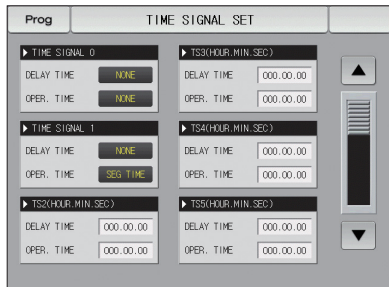 Prog
TIME SIGNAL SET
▶ TIME SIGNAL 0
DELAY TIME NONE
OPER. TIME NONE
▶ TIME SIGNAL 1
DELAY TIME NONE
OPER. TIME SEG TIME
▶ TS2(HOUR.MIN.SEC)
DELAY TIME 000.00.00
OPER. TIME 000.00.00
▶ TS3(HOUR.MIN.SEC)
DELAY TIME 000.00.00
OPER. TIME 000.00.00
▶ TS4(HOUR.MIN.SEC)
DELAY TIME 000.00.00
OPER. TIME 000.00.00
▶ TS5(HOUR.MIN.SEC)
DELAY TIME 000.00.00
OPER. TIME 000.00.00